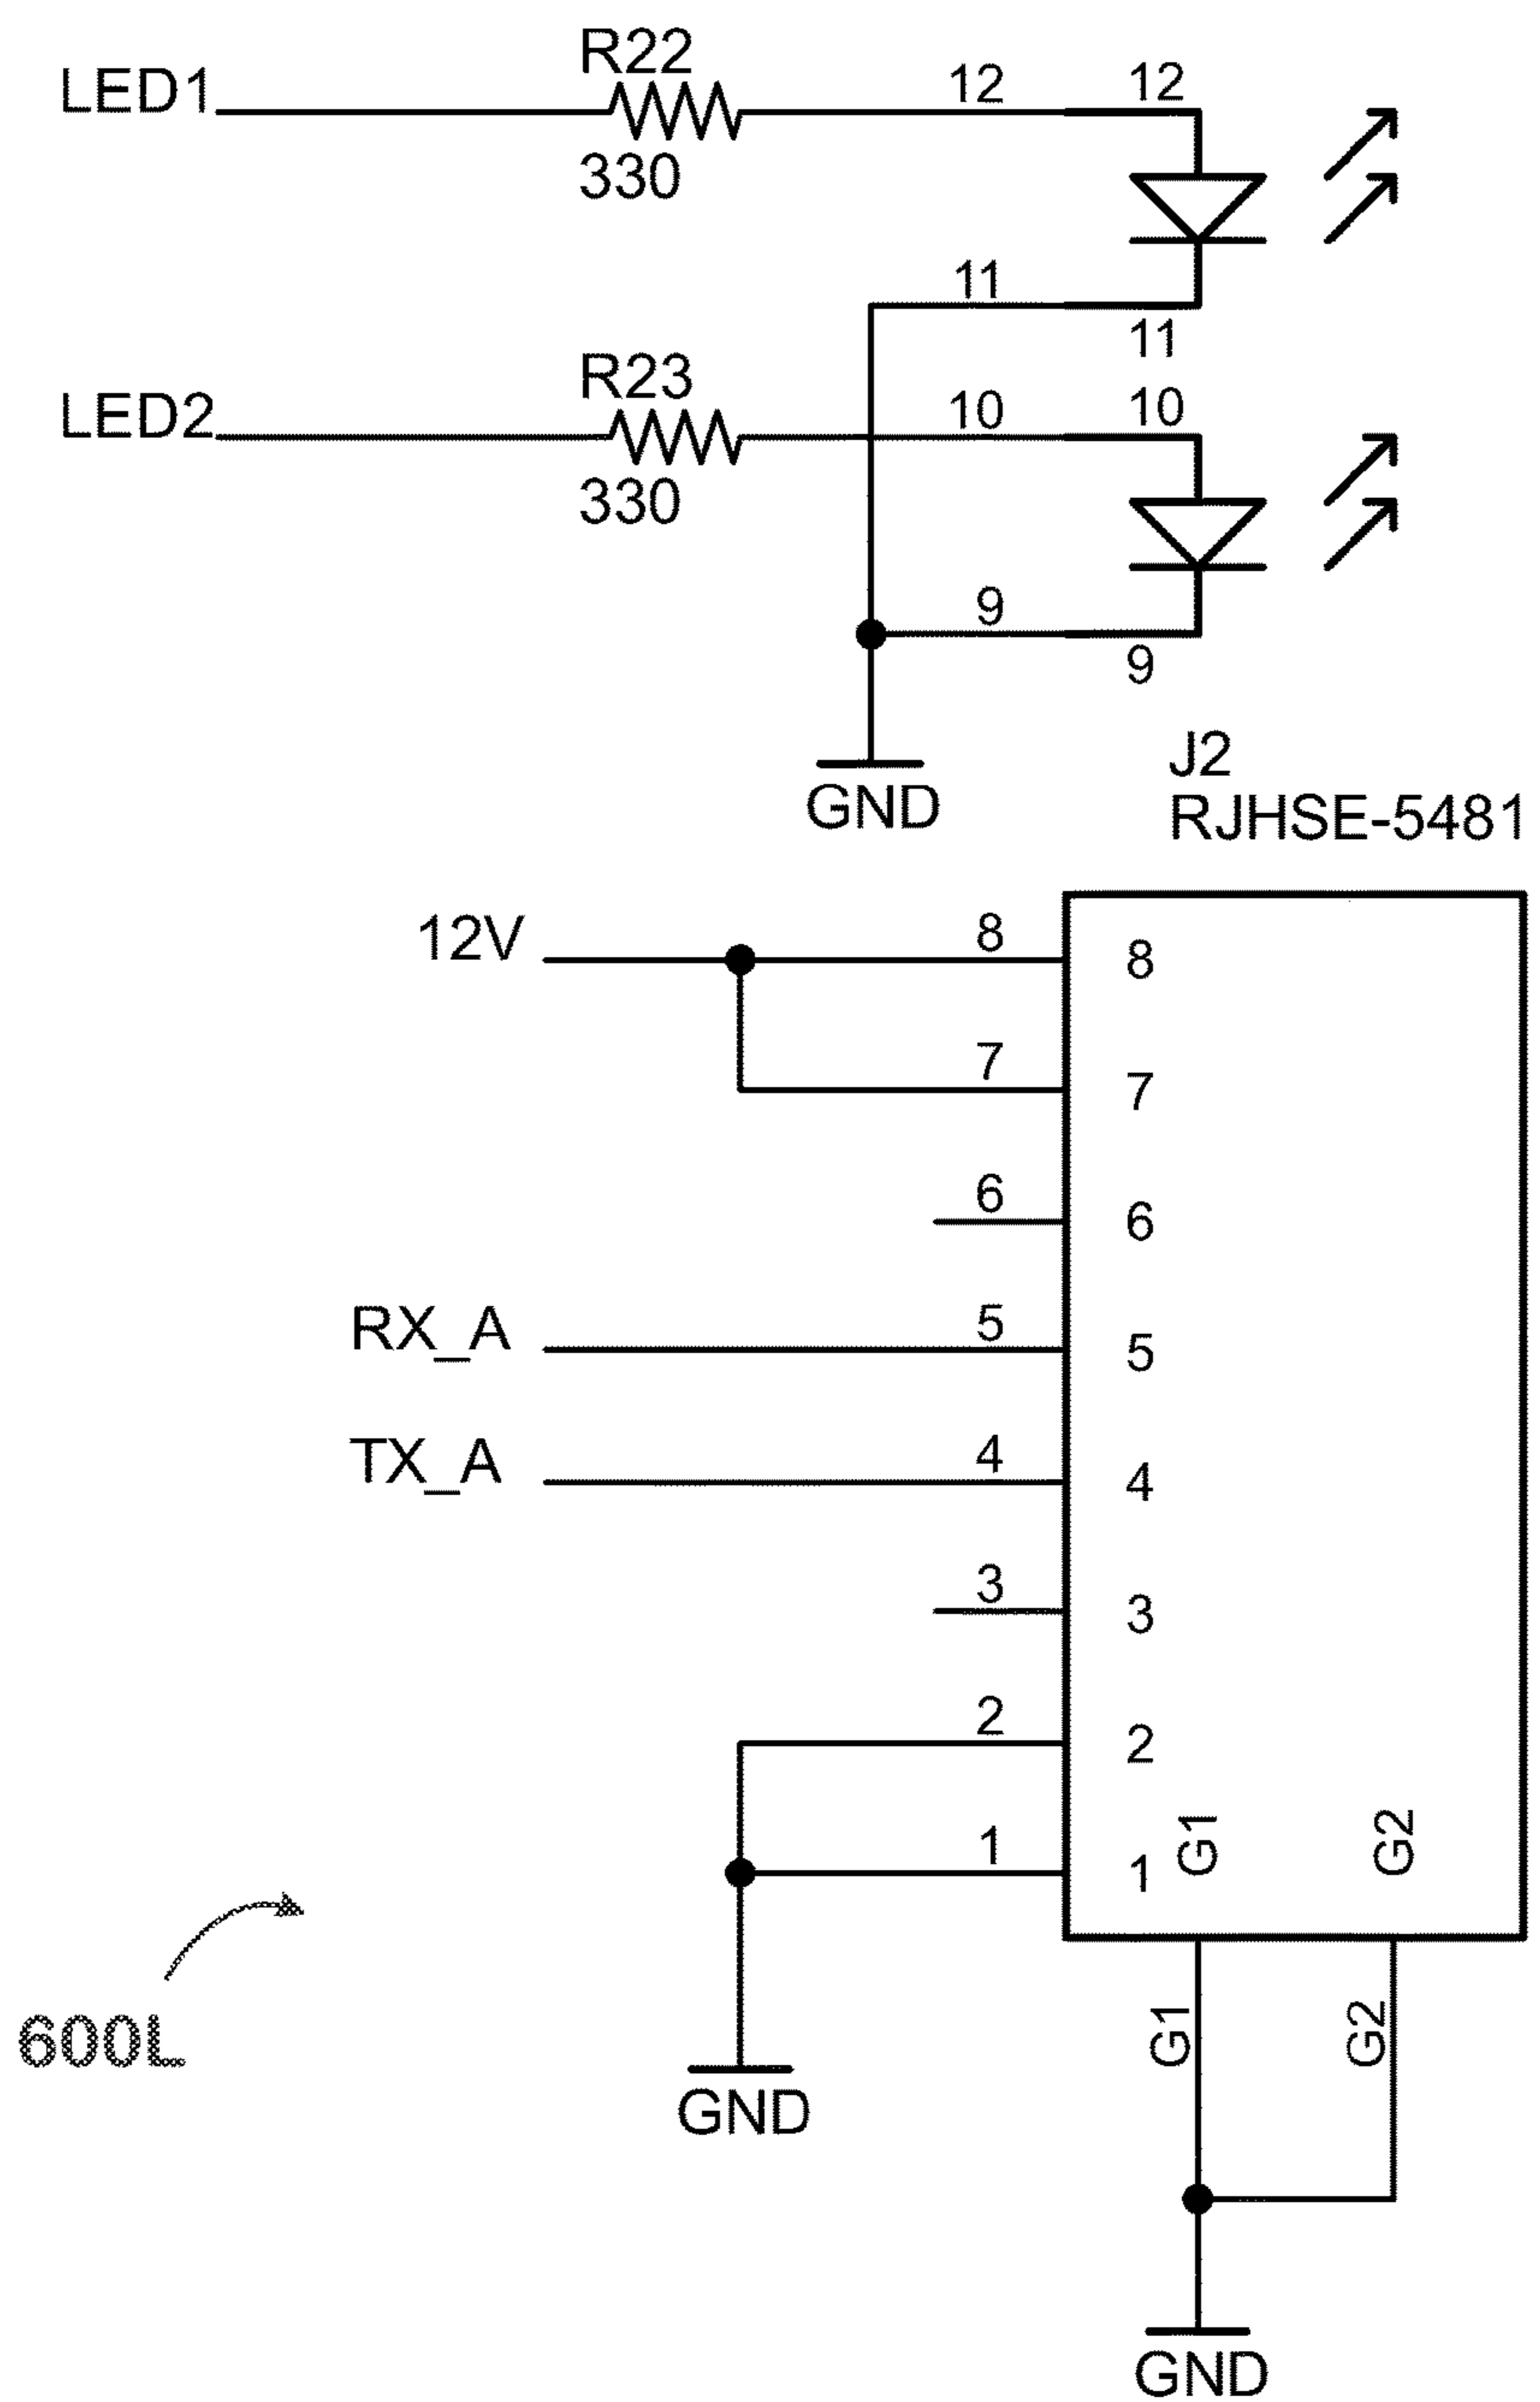 R22
LED1
12 12
330
11
11
R23
LED2
10 10
330
9
9
GND
J2
RJHSE-5481
12V
8 8
7 7
6 6
RX_A
5 5
TX_A
4 4
3 3
2 2
1 1 G1 G2
600L
G1 G2
GND
GND